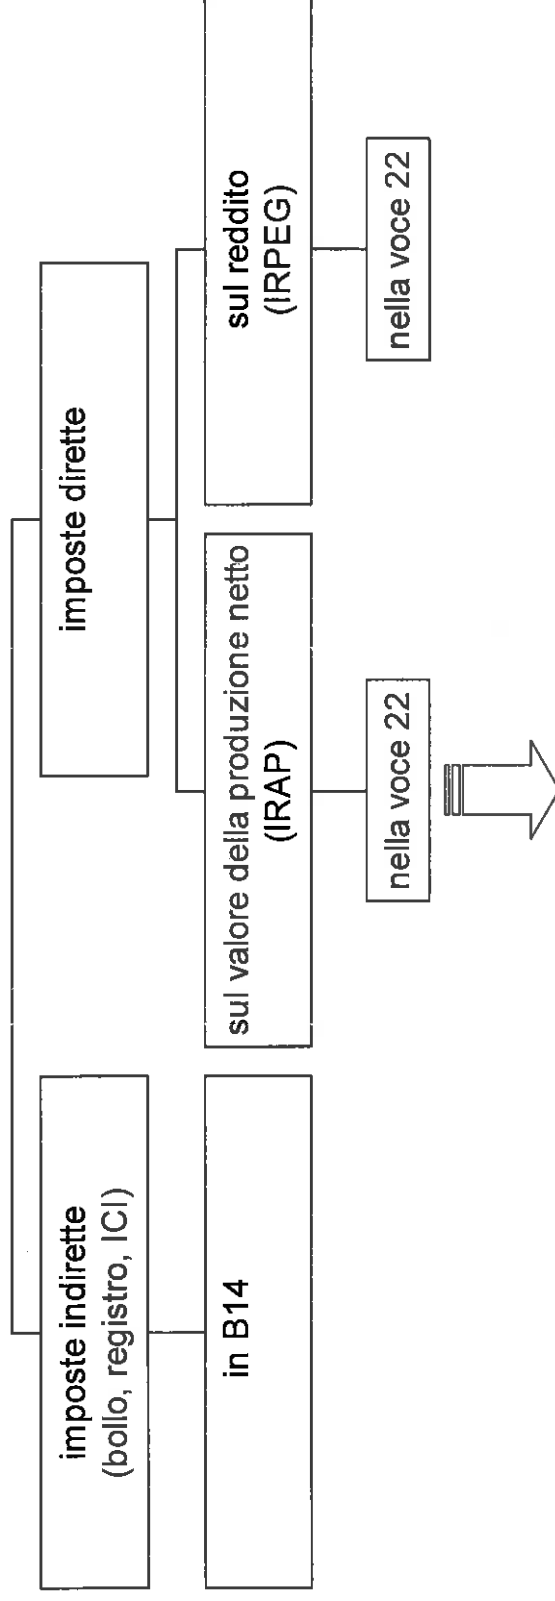 imposte indirette
(bollo, registro, ICI)
imposte dirette
in B14
sul valore della produzione netto
(IRAP)
sul reddito
(IRPEG)
nella voce 22
nella voce 22